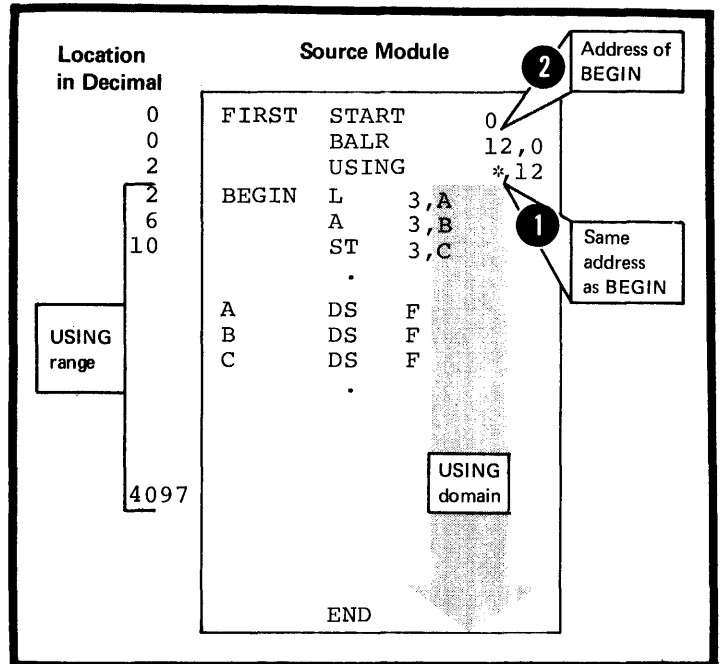 Location
in Decimal
Source Module
2
Address of
BEGIN
0 FIRST START 0
0 BALR 12,0
2 USING *,12
2 BEGIN L 3,A
6 A 3,B
10 ST 3,C
.
1
Same
address
as BEGIN
A DS F
B DS F
C DS F
.
USING
range
USING
domain
4097
END